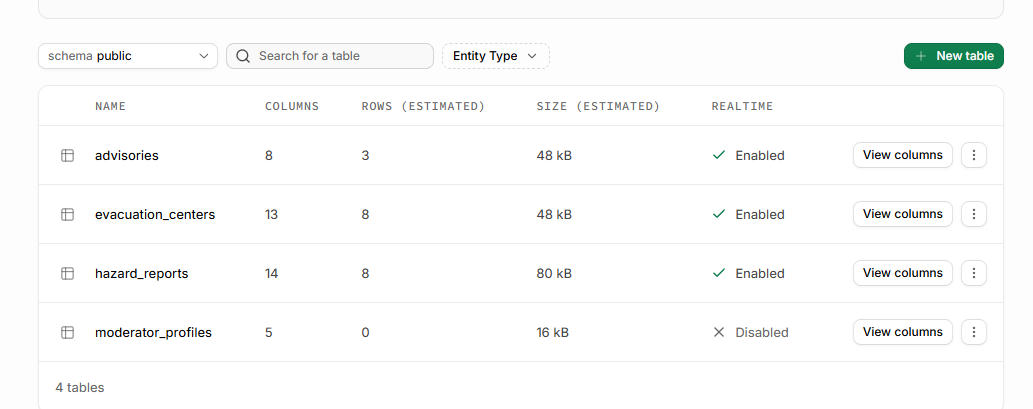 schema public Search for a table Entity Type New table
NAME COLUMNS ROWS (ESTIMATED) SIZE (ESTIMATED) REALTIME
advisories 8 3 48 kB Enabled View columns
evacuation_centers 13 8 48 kB Enabled View columns
hazard_reports 14 8 80 kB Enabled View columns
moderator_profiles 5 0 16 kB Disabled View columns
4 tables